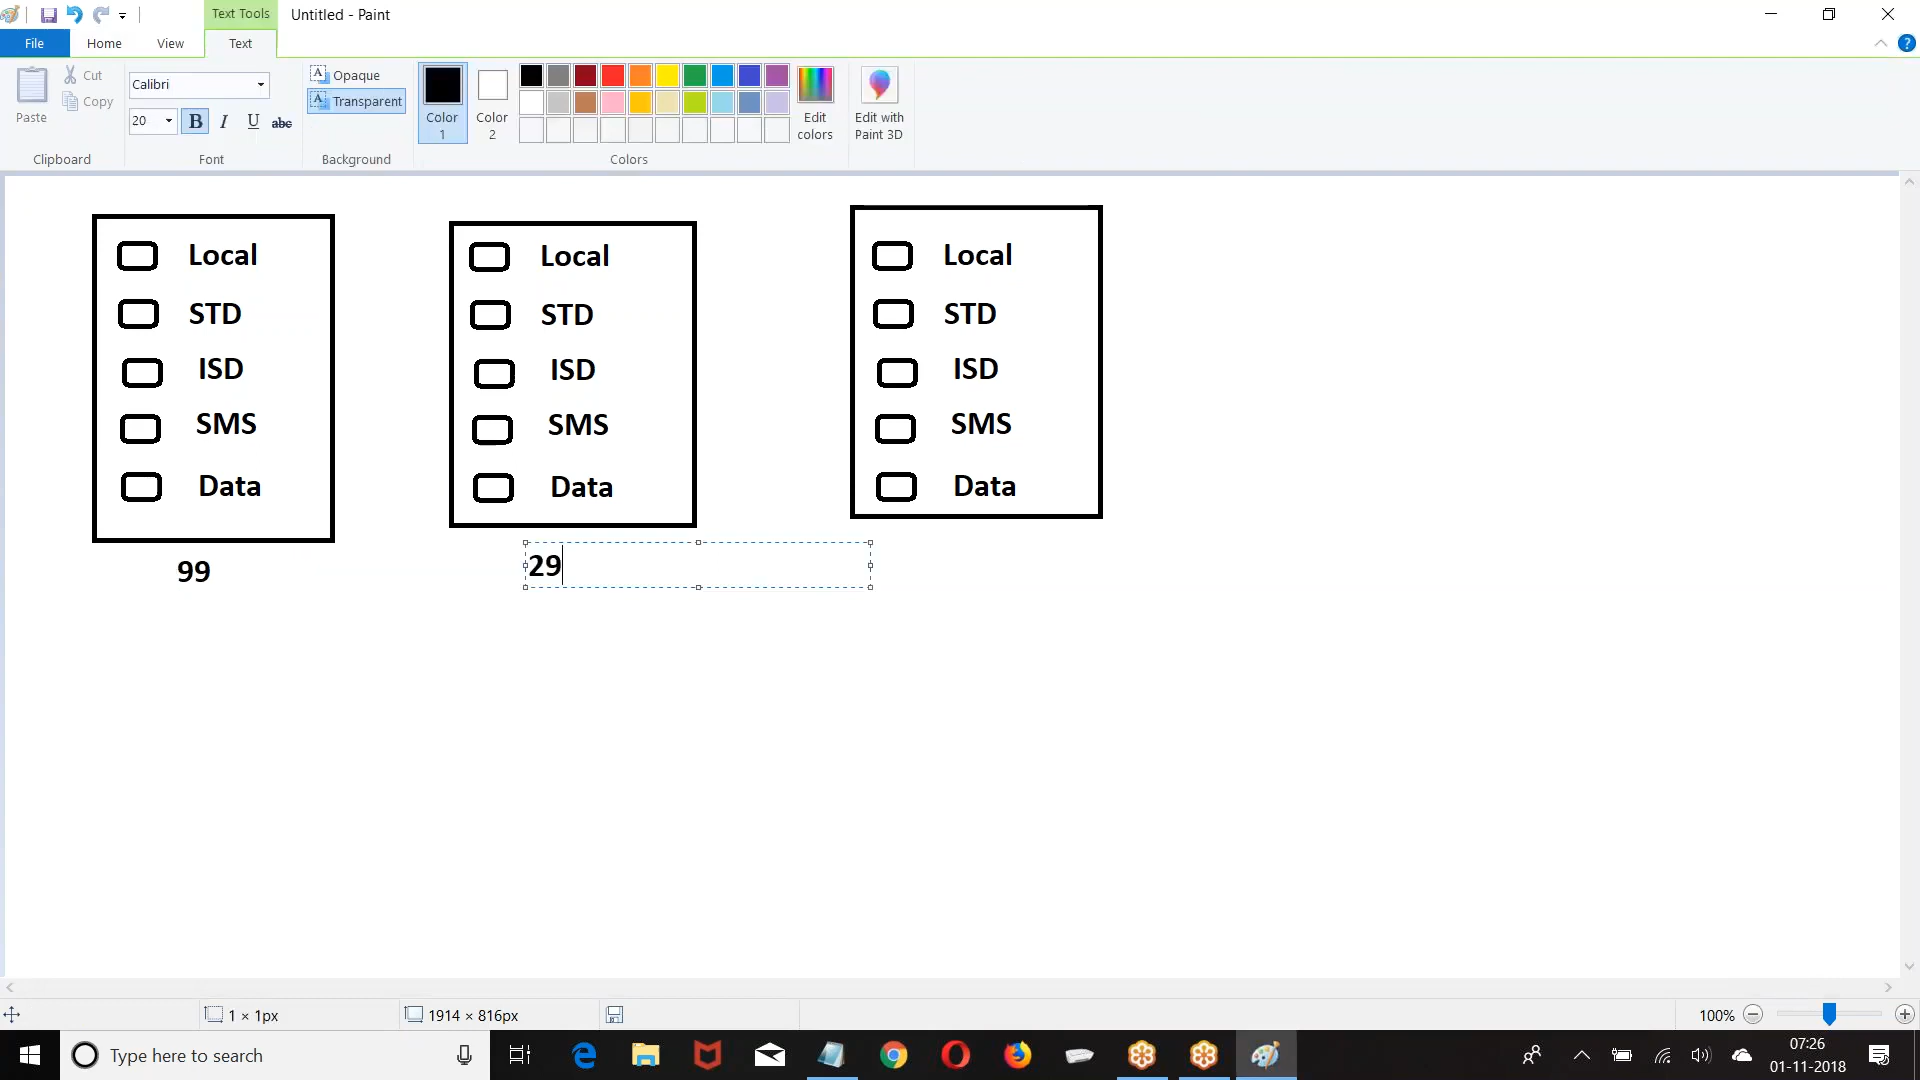 Text Tools
Untitled - Paint
File
Home
View
Text
Paste
Cut
Copy
Clipboard
Calibri
20
B
I
U
abc
Font
Opaque
Transparent
Background
Color
1
Color
2
Edit
colors
Colors
Edit with
Paint 3D
Local
STD
ISD
SMS
Data
99
Local
STD
ISD
SMS
Data
29
Local
STD
ISD
SMS
Data
1 × 1px
1914 × 816px
100%
Type here to search
07:26
01-11-2018